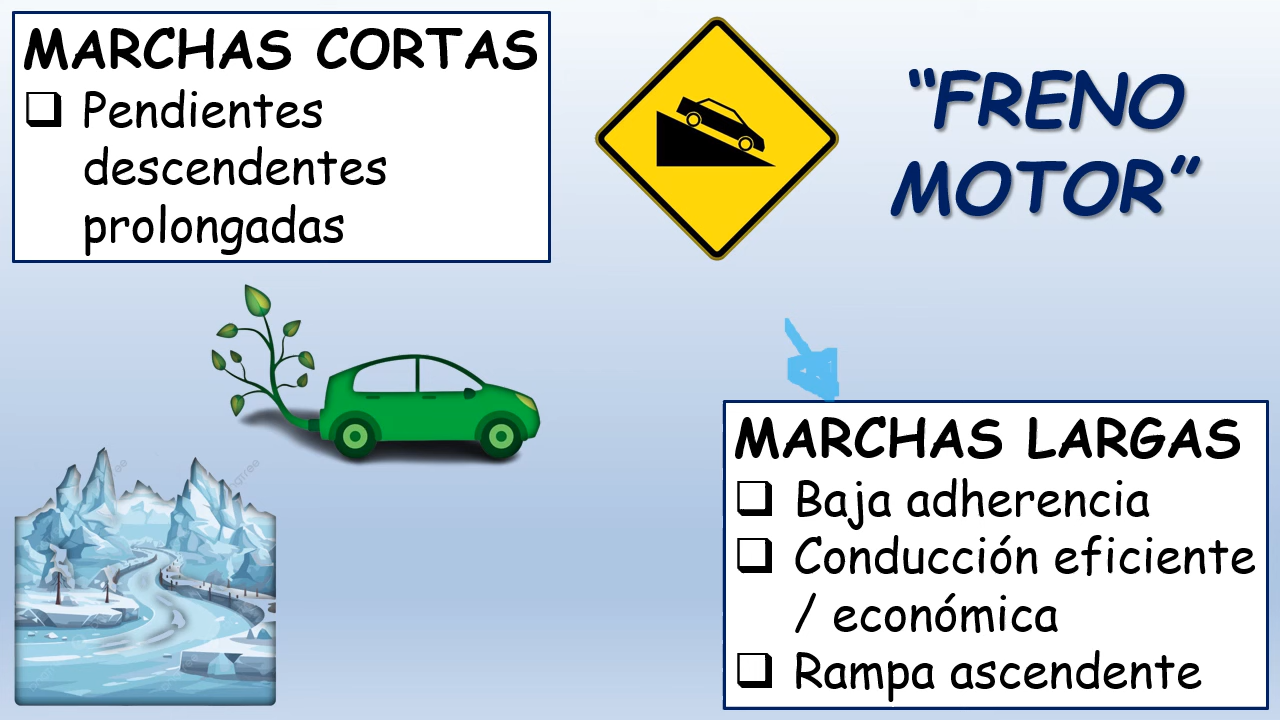 MARCHAS CORTAS
❑ Pendientes
descendentes
prolongadas
“FRENO
MOTOR”
MARCHAS LARGAS
❑ Baja adherencia
❑ Conducción eficiente
/ económica
❑ Rampa ascendente